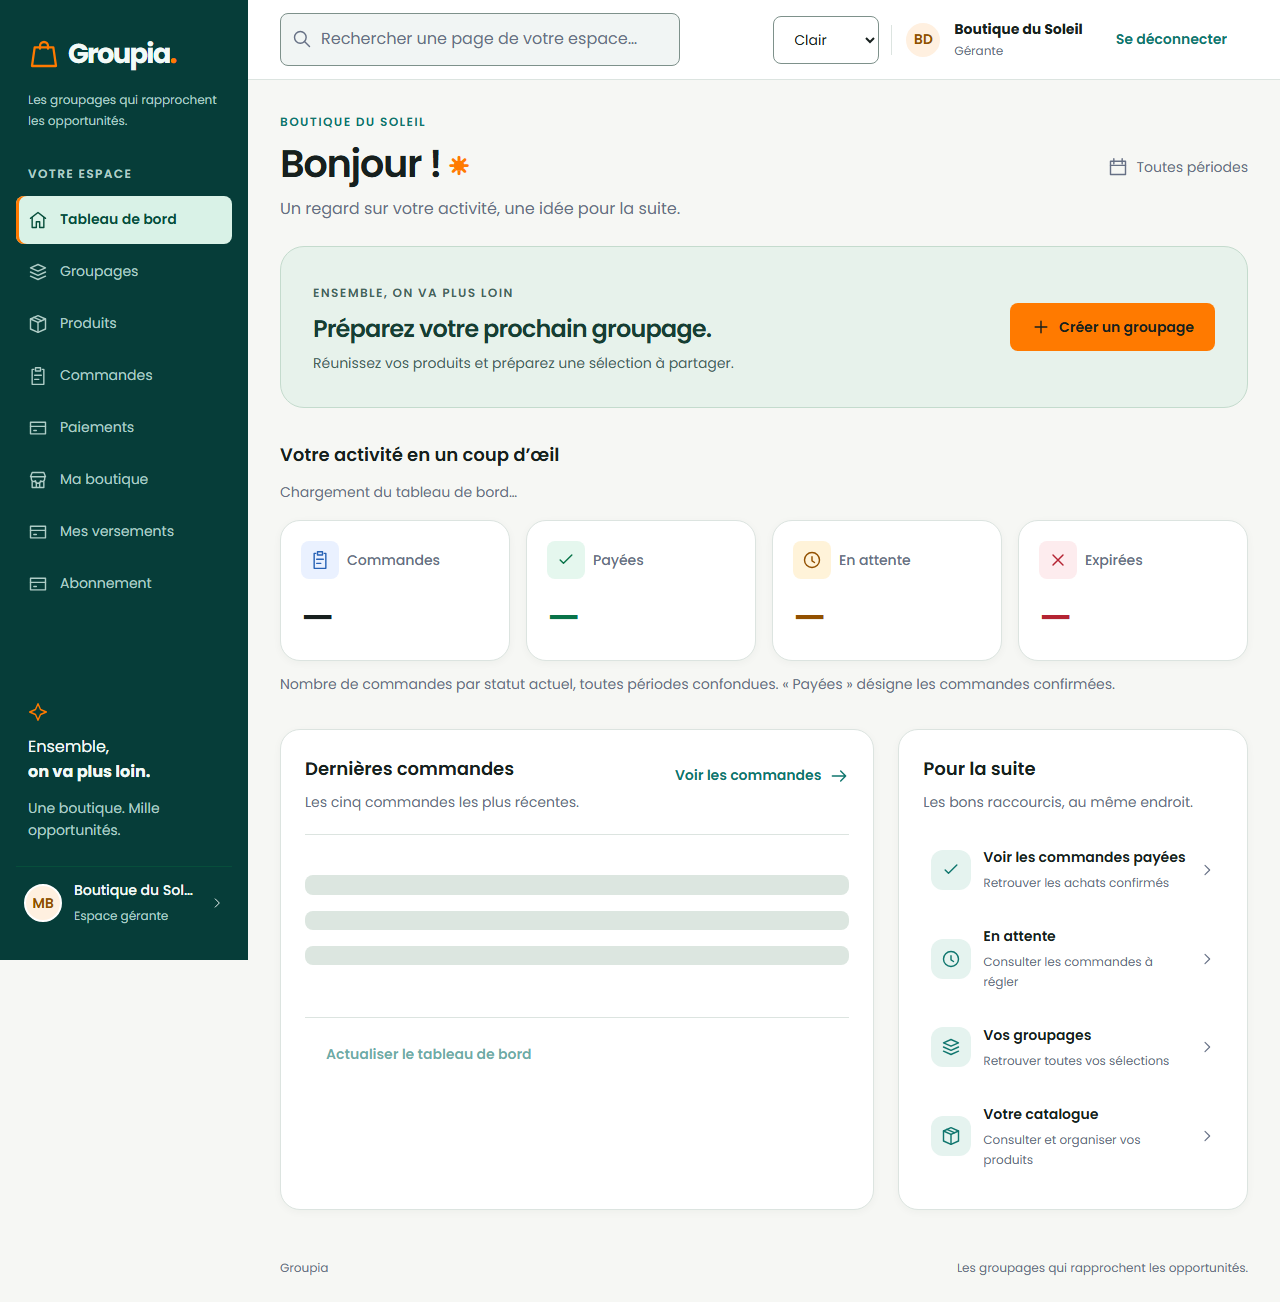 Groupia.
Les groupages qui rapprochent
les opportunités.
VOTRE ESPACE
Tableau de bord
Groupages
Produits
Commandes
Paiements
Ma boutique
Mes versements
Abonnement
Ensemble,
on va plus loin.
Une boutique. Mille
opportunités.
MB
Boutique du Sol...
Espace gérante
Rechercher une page de votre espace...
Clair
BD
Boutique du Soleil
Gérante
Se déconnecter
BOUTIQUE DU SOLEIL
Bonjour !
Toutes périodes
Un regard sur votre activité, une idée pour la suite.
ENSEMBLE, ON VA PLUS LOIN
Préparez votre prochain groupage.
Réunissez vos produits et préparez une sélection à partager.
Créer un groupage
Votre activité en un coup d’œil
Chargement du tableau de bord...
Commandes
—
Payées
—
En attente
—
Expirées
—
Nombre de commandes par statut actuel, toutes périodes confondues. « Payées » désigne les commandes confirmées.
Dernières commandes
Les cinq commandes les plus récentes.
Voir les commandes
Actualiser le tableau de bord
Pour la suite
Les bons raccourcis, au même endroit.
Voir les commandes payées
Retrouver les achats confirmés
En attente
Consulter les commandes à
régler
Vos groupages
Retrouver toutes vos sélections
Votre catalogue
Consulter et organiser vos
produits
Groupia
Les groupages qui rapprochent les opportunités.